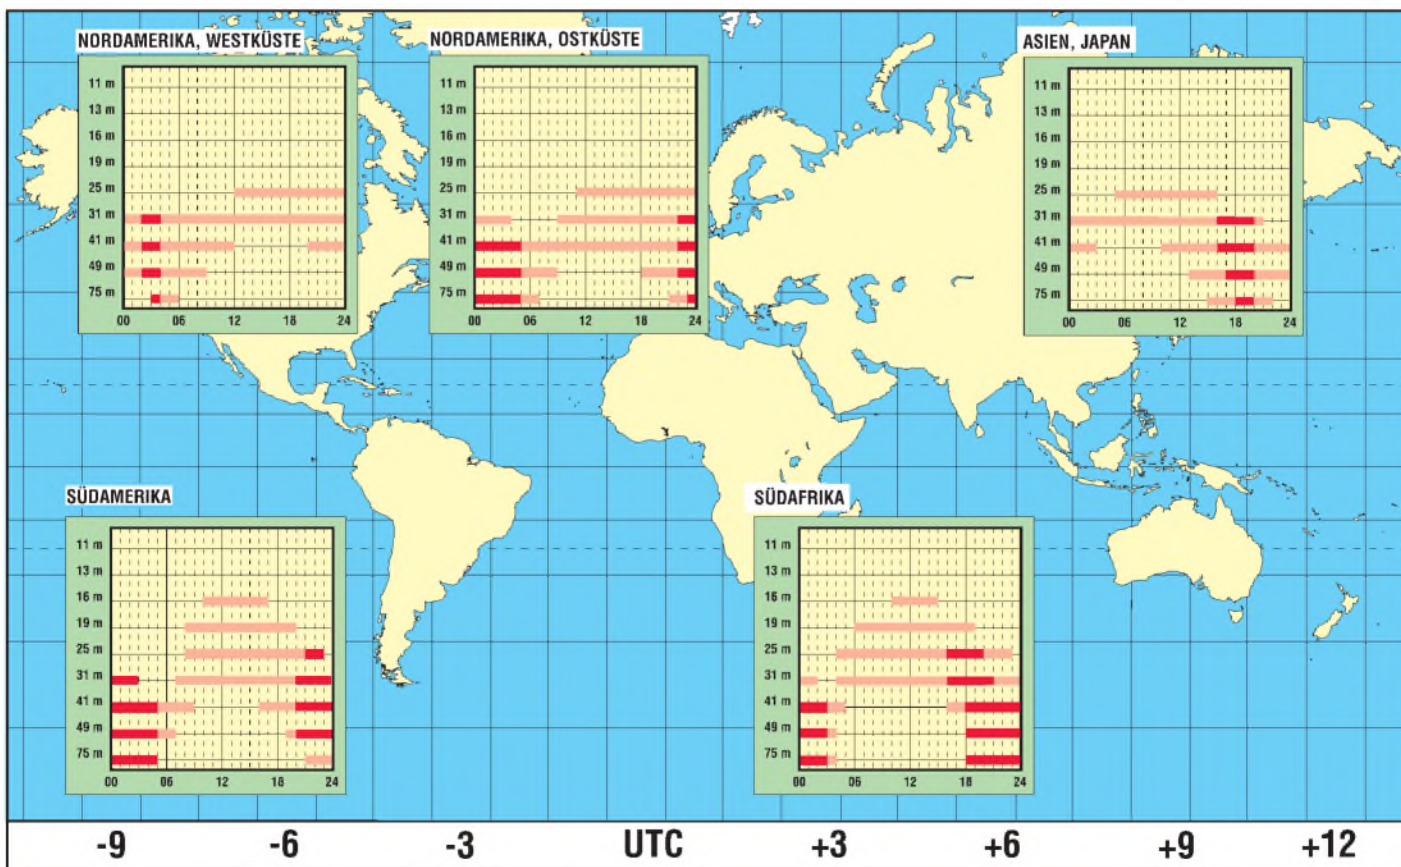 NORDAMERIKA, WESTKÜSTE
11 m
13 m
16 m
19 m
25 m
31 m
41 m
49 m
75 m
00 06 12 18 24
NORDAMERIKA, OSTKÜSTE
11 m
13 m
16 m
19 m
25 m
31 m
41 m
49 m
75 m
00 06 12 18 24
ASIEN, JAPAN
11 m
13 m
16 m
19 m
25 m
31 m
41 m
49 m
75 m
00 06 12 18 24
SÜDAMERIKA
11 m
13 m
16 m
19 m
25 m
31 m
41 m
49 m
75 m
00 06 12 18 24
SÜDAFRIKA
11 m
13 m
16 m
19 m
25 m
31 m
41 m
49 m
75 m
00 06 12 18 24
-9 -6 -3 UTC +3 +6 +9 +12